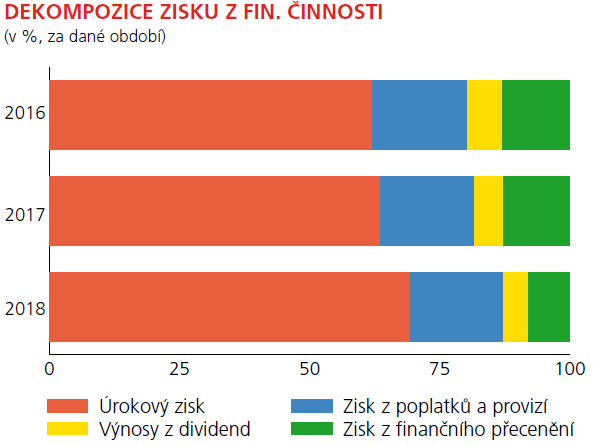 DEKOMPOZICE ZISKU Z FIN. ČINNOSTI
(v %, za dané období)
2016
2017
2018
0 25 50 75 100
Úrokový zisk Zisk z poplatků a provizí
Výnosy z dividend Zisk z finančního přecenění